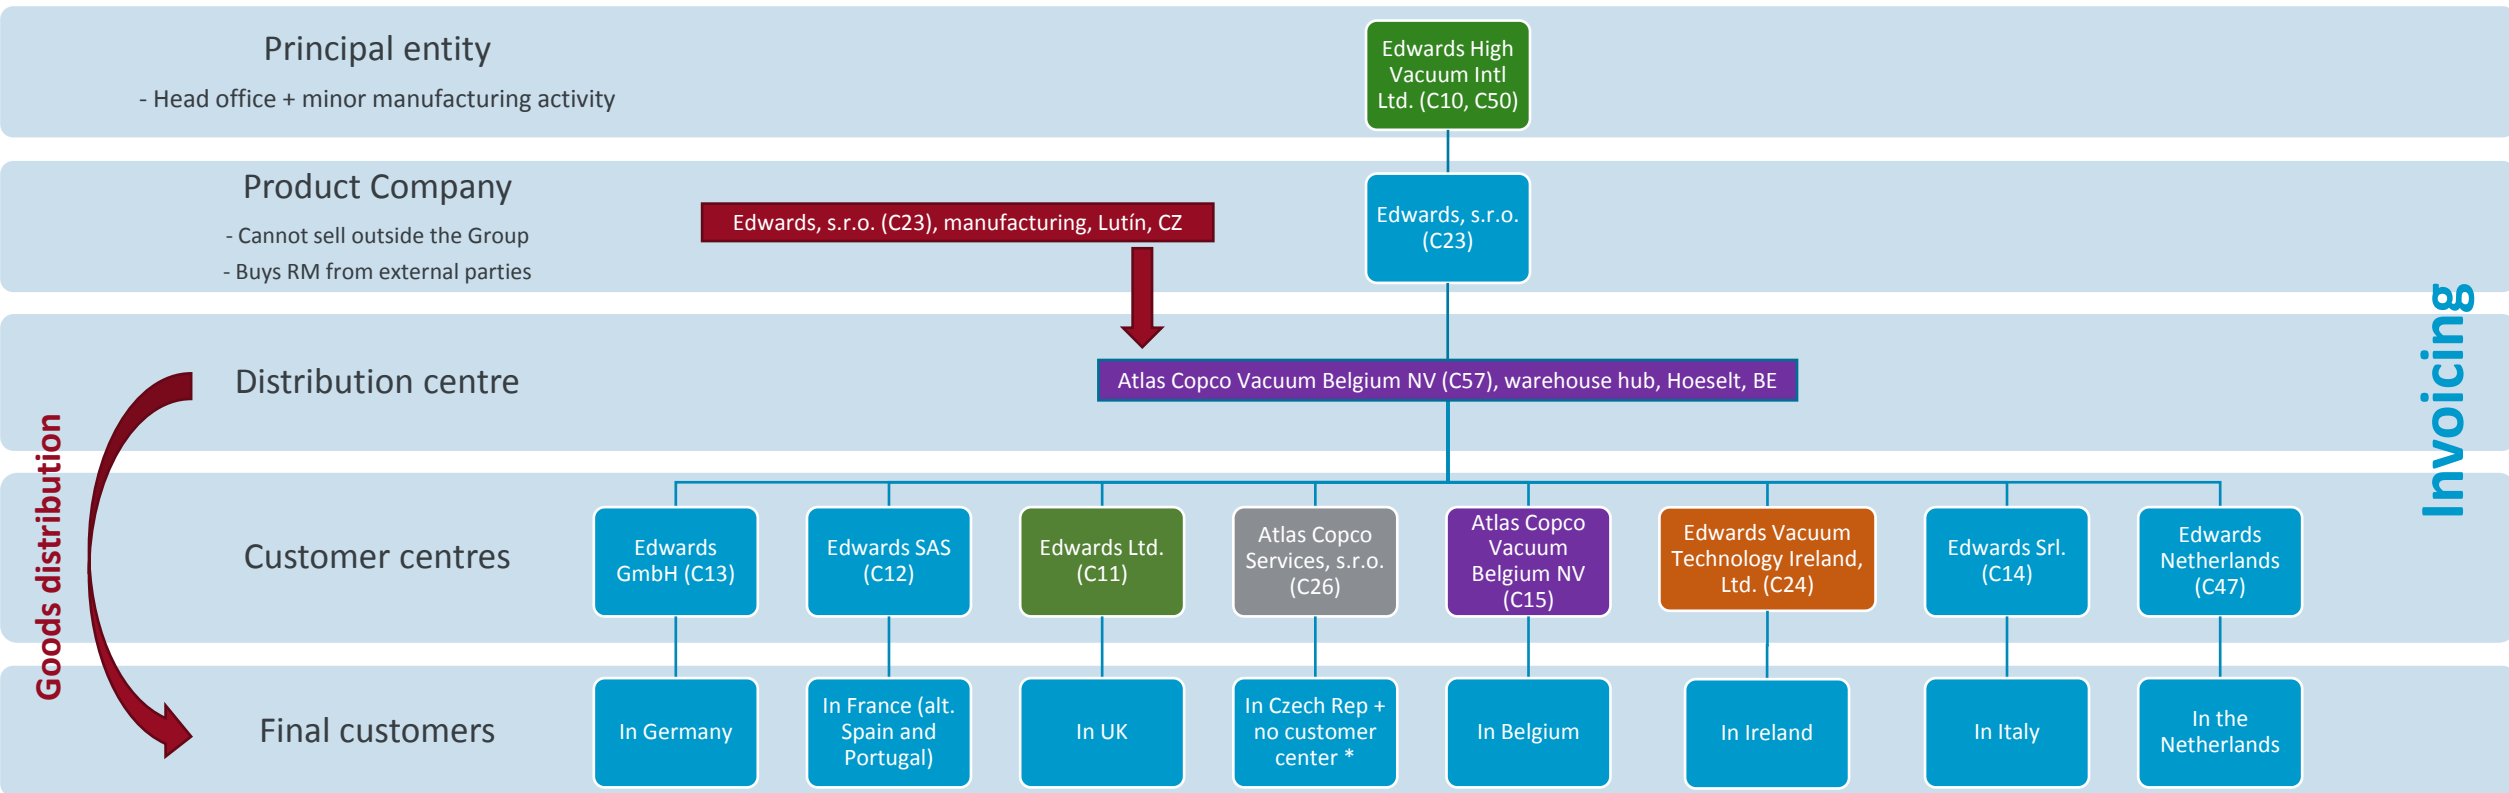 Principal entity
- Head office + minor manufacturing activity
Edwards High
Vacuum Intl
Ltd. (C10, C50)
Product Company
- Cannot sell outside the Group
- Buys RM from external parties
Edwards, s.r.o. (C23), manufacturing, Lutín, CZ
Edwards, s.r.o.
(C23)
Invoicing
Distribution centre
Atlas Copco Vacuum Belgium NV (C57), warehouse hub, Hoeselt, BE
Goods distribution
Customer centres
Edwards
GmbH (C13)
Edwards SAS
(C12)
Edwards Ltd.
(C11)
Atlas Copco
Services, s.r.o.
(C26)
Atlas Copco
Vacuum
Belgium NV
(C15)
Edwards Vacuum
Technology Ireland,
Ltd. (C24)
Edwards Srl.
(C14)
Edwards
Netherlands
(C47)
Final customers
In Germany
In France (alt.
Spain and
Portugal)
In UK
In Czech Rep +
no customer
center *
In Belgium
In Ireland
In Italy
In the
Netherlands